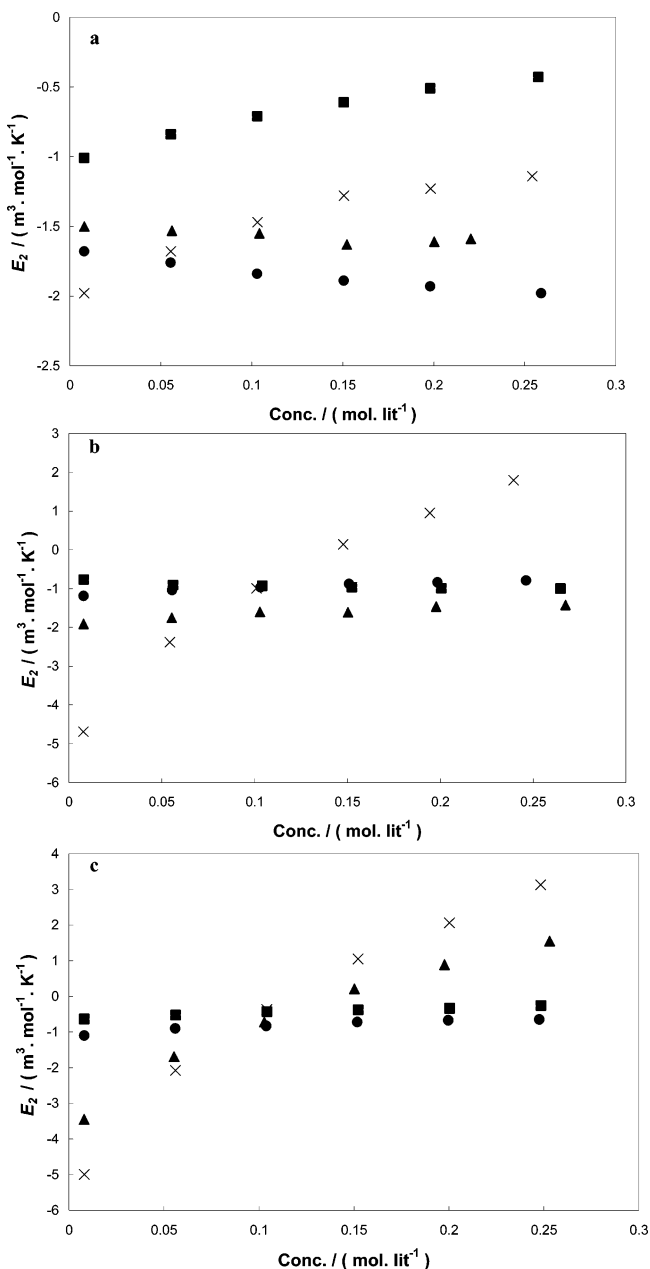 a
0
-0.5
-1
-1.5
-2
-2.5
E₂ / ( m³. mol⁻¹. K⁻¹)
0 0.05 0.1 0.15 0.2 0.25 0.3
Conc. / ( mol. lit⁻¹ )
b
3
2
1
0
-1
-2
-3
-4
-5
-6
E₂ / ( m³. mol⁻¹. K⁻¹)
0 0.05 0.1 0.15 0.2 0.25 0.3
Conc. / ( mol. lit⁻¹ )
c
4
3
2
1
0
-1
-2
-3
-4
-5
-6
E₂ / ( m³. mol⁻¹. K⁻¹)
0 0.05 0.1 0.15 0.2 0.25 0.3
Conc. / ( mol. lit⁻¹ )